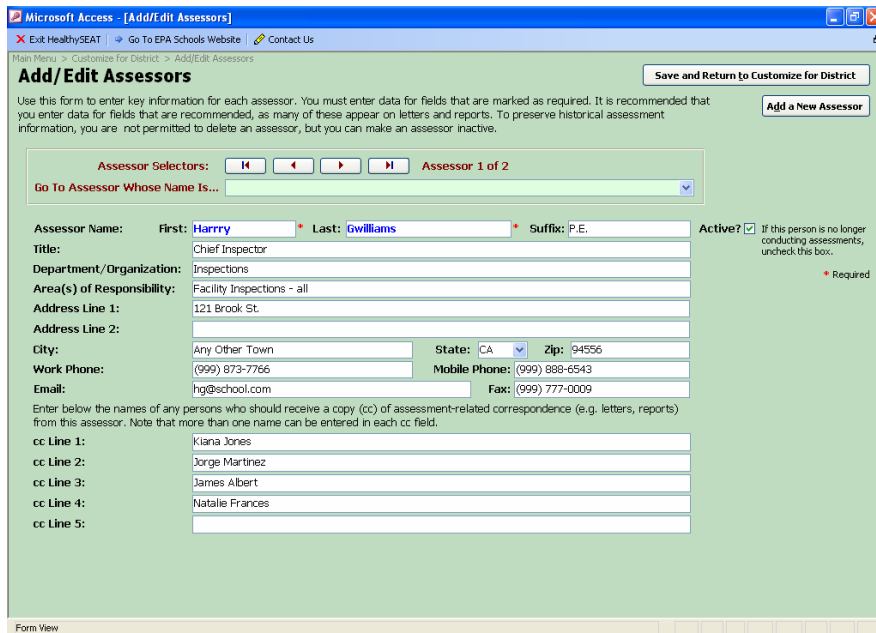 Microsoft Access - [Add/Edit Assessors]
Exit HealthySEAT Go To EPA Schools Website Contact Us
Main Menu > Customize for District > Add/Edit Assessors
Add/Edit Assessors
Save and Return to Customize for District
Use this form to enter key information for each assessor. You must enter data for fields that are marked as required. It is recommended that
you enter data for fields that are recommended, as many of these appear on letters and reports. To preserve historical assessment
information, you are not permitted to delete an assessor, but you can make an assessor inactive.
Add a New Assessor
Assessor Selectors: Assessor 1 of 2
Go To Assessor Whose Name Is...
Assessor Name: First: Harrry * Last: Gwilliams * Suffix: P.E. Active? If this person is no longer
conducting assessments,
uncheck this box.
* Required
Title: Chief Inspector
Department/Organization: Inspections
Area(s) of Responsibility: Facility Inspections - all
Address Line 1: 121 Brook St.
Address Line 2:
City: Any Other Town State: CA Zip: 94556
Work Phone: (999) 873-7766 Mobile Phone: (999) 888-6543
Email: hg@school.com Fax: (999) 777-0009
Enter below the names of any persons who should receive a copy (cc) of assessment-related correspondence (e.g. letters, reports)
from this assessor. Note that more than one name can be entered in each cc field.
cc Line 1: Kiana Jones
cc Line 2: Jorge Martinez
cc Line 3: James Albert
cc Line 4: Natalie Frances
cc Line 5:
Form View